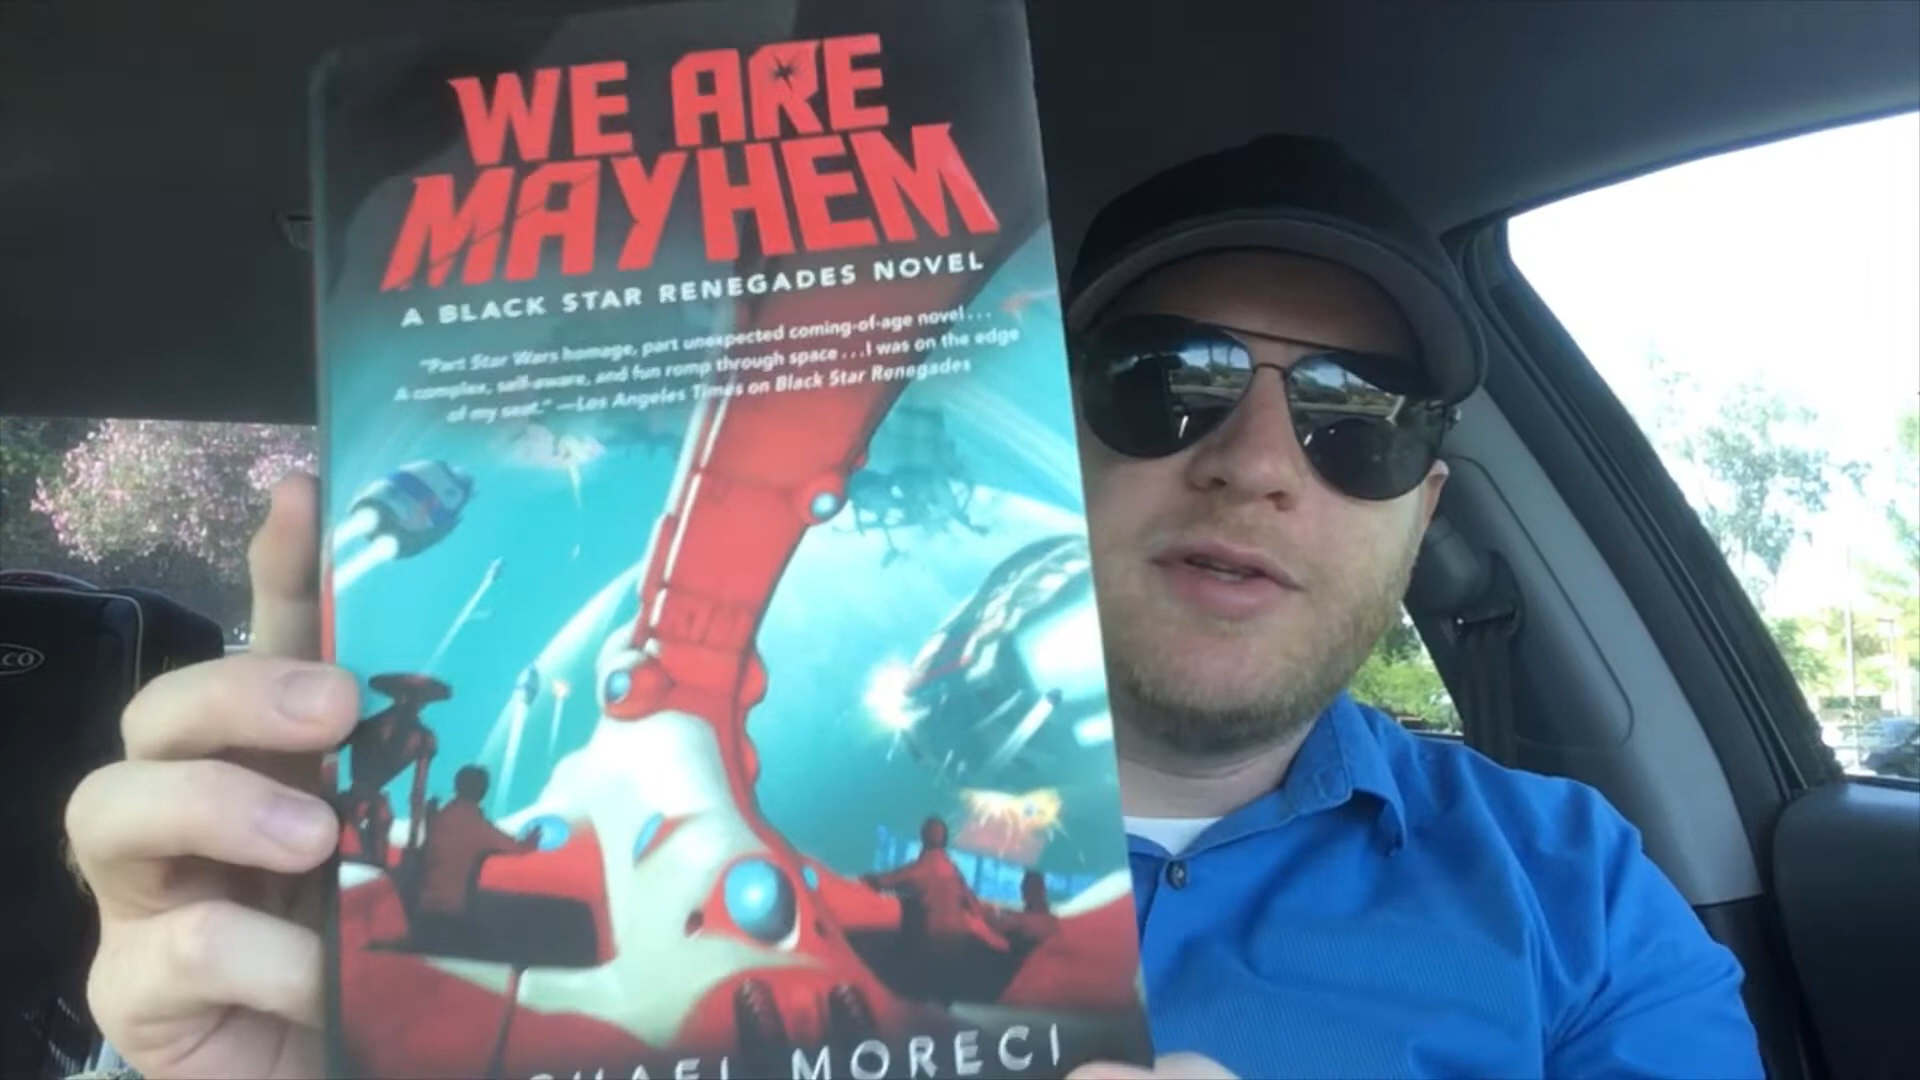 WE ARE
MAYHEM
A BLACK STAR RENEGADES NOVEL
"Part Star Wars homage, part unexpected coming-of-age novel...
A complex, self-aware, and fun romp through space...I was on the edge
of my seat." —Los Angeles Times on Black Star Renegades
CO
CHAEL MORECI